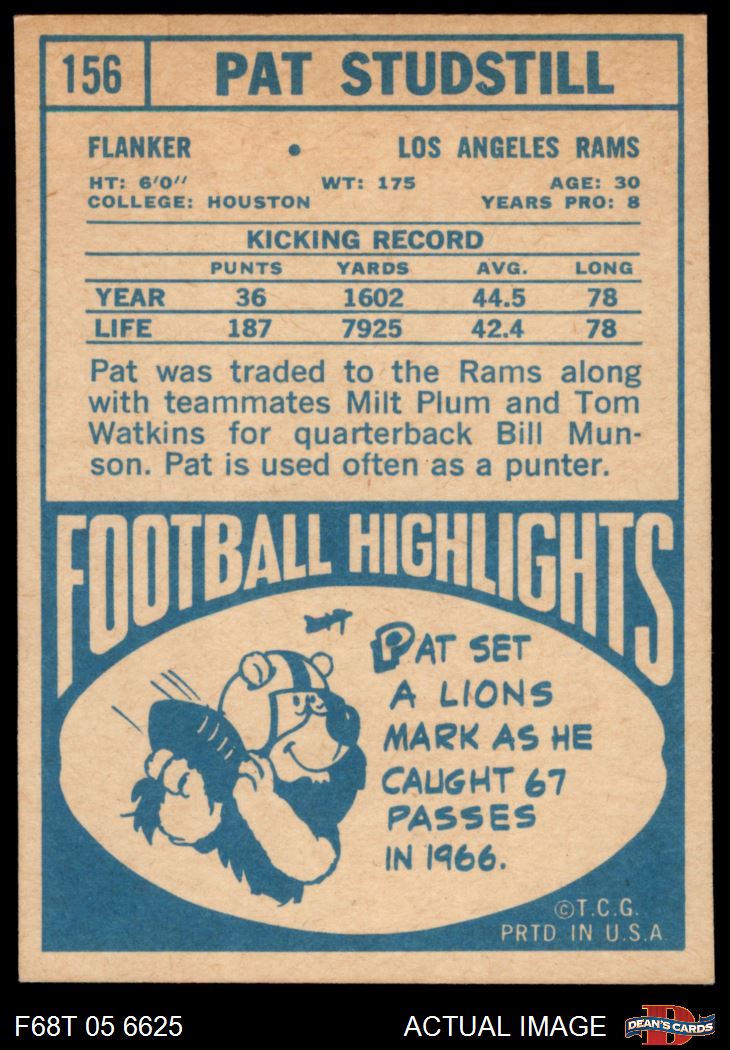 156 PAT STUDSTILL
FLANKER • LOS ANGELES RAMS
HT: 6'0" WT: 175 AGE: 30
COLLEGE: HOUSTON YEARS PRO: 8
KICKING RECORD
PUNTS YARDS AVG. LONG
YEAR 36 1602 44.5 78
LIFE 187 7925 42.4 78
Pat was traded to the Rams along
with teammates Milt Plum and Tom
Watkins for quarterback Bill Mun-
son. Pat is used often as a punter.
FOOTBALL HIGHLIGHTS
PAT SET
A LIONS
MARK AS HE
CAUGHT 67
PASSES
IN 1966.
©T.C.G.
PRTD IN U.S.A
F68T 05 6625 ACTUAL IMAGE
D
DEAN'S CARDS